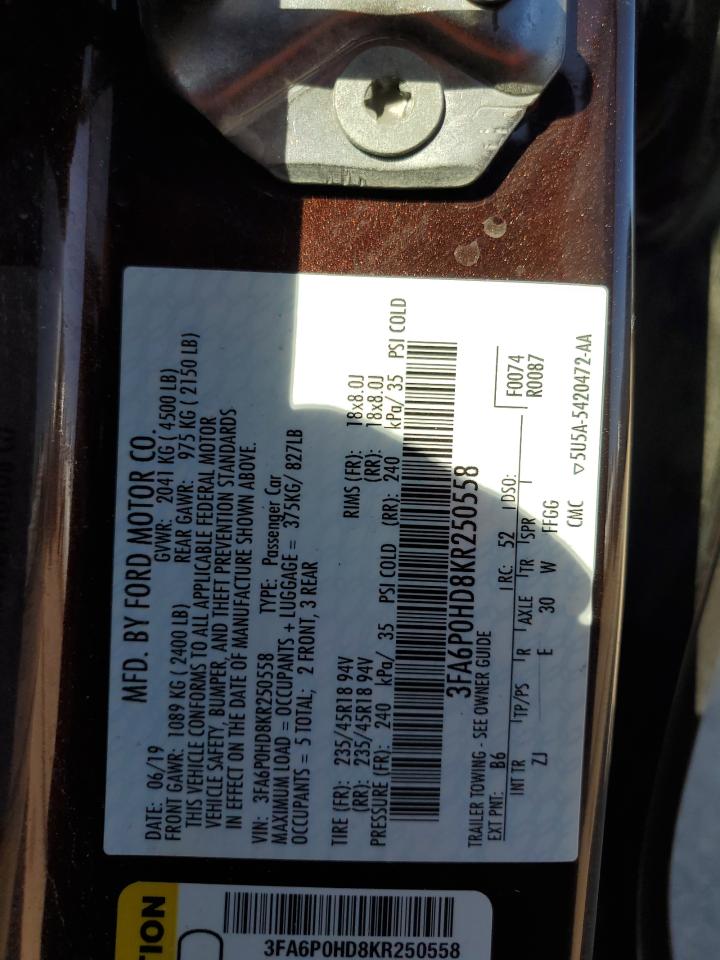 MFD. BY FORD MOTOR CO.
DATE: 06/19 GVWR: 2041 KG ( 4500 LB)
FRONT GAWR: 1089 KG ( 2400 LB) REAR GAWR: 975 KG ( 2150 LB)
THIS VEHICLE CONFORMS TO ALL APPLICABLE FEDERAL MOTOR
VEHICLE SAFETY, BUMPER, AND THEFT PREVENTION STANDARDS
IN EFFECT ON THE DATE OF MANUFACTURE SHOWN ABOVE.
VIN: 3FA6P0HD8KR250558 TYPE: Passenger Car
MAXIMUM LOAD = OCCUPANTS + LUGGAGE = 375KG/ 827LB
OCCUPANTS = 5 TOTAL; 2 FRONT, 3 REAR
TIRE (FR): 235/45R18 94V RIMS (FR): 18x8.0J
(RR): 235/45R18 94V (RR): 18x8.0J
PRESSURE (FR): 240 kPa/ 35 PSI COLD (RR): 240 kPa/ 35 PSI COLD
3FA6P0HD8KR250558
TRAILER TOWING - SEE OWNER GUIDE
EXT PNT: B6 RC: 52 DSO: F0074
R0087
INT TR TP/PS R AXLE TR SPR
ZJ E 30 W FFGG
CMC ▽5U5A-5420472-AA
TION
3FA6P0HD8KR250558